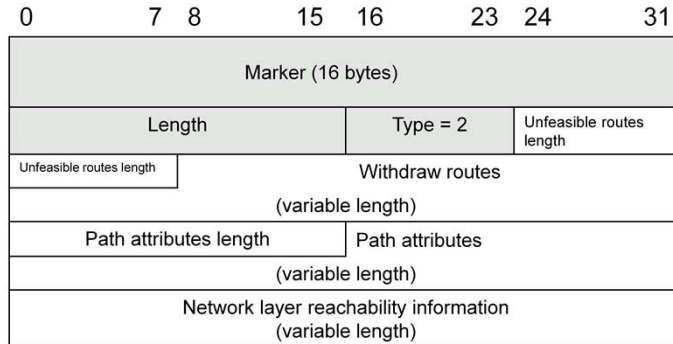 0 7 8 15 16 23 24 31
Marker (16 bytes)
Length Type = 2 Unfeasible routes
length
Unfeasible routes length Withdraw routes
(variable length)
Path attributes length Path attributes
(variable length)
Network layer reachability information
(variable length)